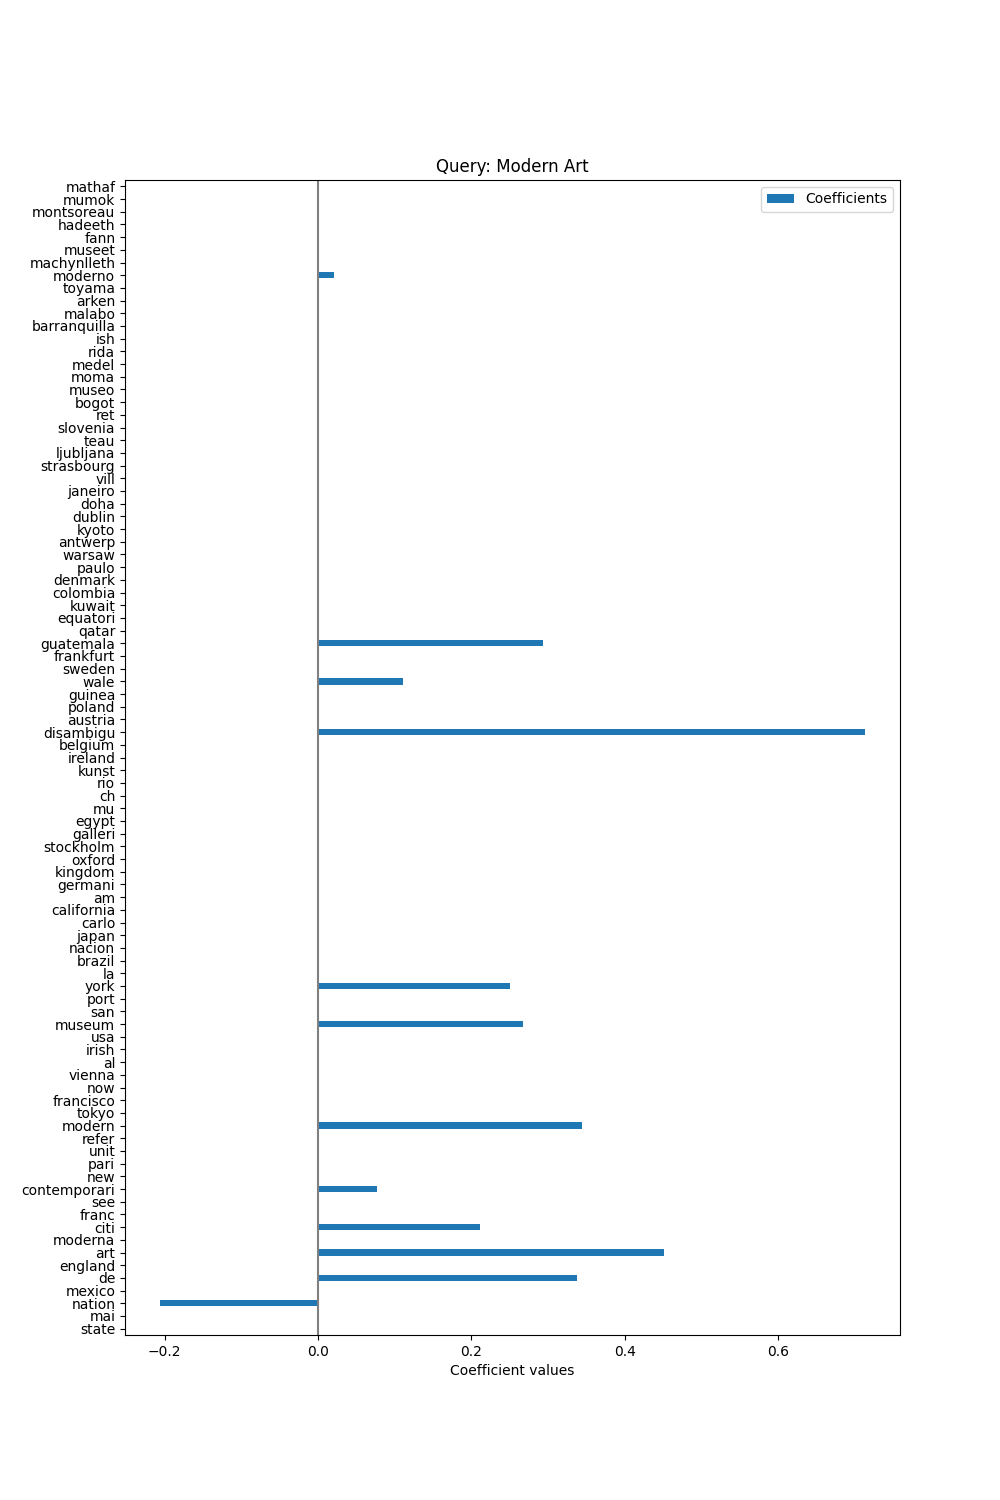 Query: Modern Art
Coefficients
mathaf
mumok
montsoreau
hadeeth
fann
museet
machynlleth
moderno
toyama
arken
malabo
barranquilla
ish
rida
medel
moma
museo
bogot
ret
slovenia
teau
ljubljana
strasbourg
vill
janeiro
doha
dublin
kyoto
antwerp
warsaw
paulo
denmark
colombia
kuwait
equatori
qatar
guatemala
frankfurt
sweden
wale
guinea
poland
austria
disambigu
belgium
ireland
kunst
rio
ch
mu
egypt
galleri
stockholm
oxford
kingdom
germani
am
california
carlo
japan
nacion
brazil
la
york
port
san
museum
usa
irish
al
vienna
now
francisco
tokyo
modern
refer
unit
pari
new
contemporari
see
franc
citi
moderna
art
england
de
mexico
nation
mai
state
−0.2 0.0 0.2 0.4 0.6
Coefficient values